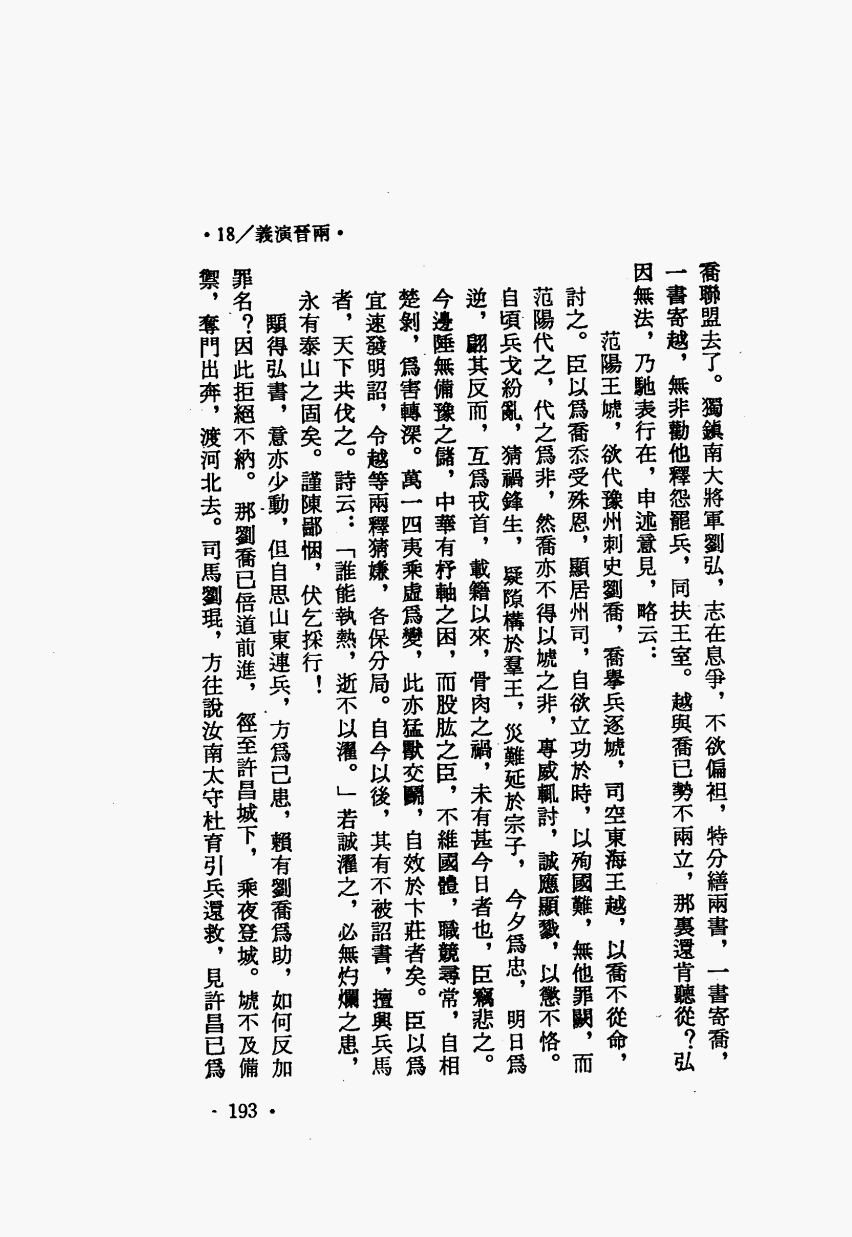 ·兩晉演義／18·
喬聯盟去了。獨鎮南大將軍劉弘，志在息爭，不欲偏袒，特分繕兩書，一書寄喬，
一書寄越，無非勸他釋怨罷兵，同扶王室。越與喬已勢不兩立，那裏還肯聽從？弘
因無法，乃馳表行在，申述意見，略云：
范陽王虓，欲代豫州刺史劉喬，喬舉兵逐虓，司空東海王越，以喬不從命，
討之。臣以爲喬忝受殊恩，顯居州司，自欲立功於時，以殉國難，無他罪闕，而
范陽代之，代之爲非，然喬亦不得以虓之非，專威輒討，誠應顯戮，以懲不恪。
自頃兵戈紛亂，猜禍鋒生，疑隙構於羣王，災難延於宗子，今夕爲忠，明日爲
逆，翩其反而，互爲戎首，載籍以來，骨肉之禍，未有甚今日者也，臣竊悲之。
今邊陲無備豫之儲，中華有杼軸之困，而股肱之臣，不維國體，職競尋常，自相
楚剝，爲害轉深。萬一四夷乘虛爲變，此亦猛獸交鬭，自效於卞莊者矣。臣以爲
宜速發明詔，令越等兩釋猜嫌，各保分局。自今以後，其有不被詔書，擅興兵馬
者，天下共伐之。詩云：「誰能執熱，逝不以濯。」若誠濯之，必無灼爛之患，
永有泰山之固矣。謹陳鄙悃，伏乞採行！
顒得弘書，意亦少動，但自思山東連兵，方爲己患，賴有劉喬爲助，如何反加
罪名？因此拒絕不納。那劉喬已倍道前進，徑至許昌城下，乘夜登城。虓不及備
禦，奪門出奔，渡河北去。司馬劉琨，方往說汝南太守杜育引兵還救，見許昌已爲
·193·